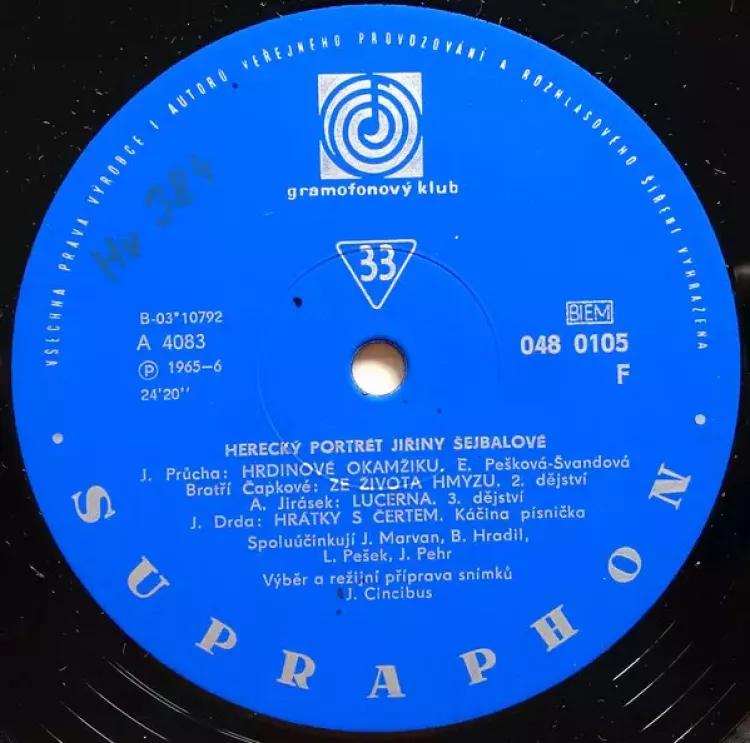 VŠECHNA PRÁVA VÝROBCE I AUTORŮ VEŘEJNÉHO PROVOZOVÁNÍ A ROZHLASOVÉHO ŠÍŘENÍ VYHRAŽENA
gramofonový klub
Hv 384
33
B-03*10792
A 4083
Ⓟ 1965-6
24'20''
BIEM
048 0105
F
HERECKÝ PORTRÉT JIŘINY ŠEJBALOVÉ
J. Průcha: HRDINOVÉ OKAMŽIKU. E. Pešková-Švandová
Bratří Čapkové: ZE ŽIVOTA HMYZU. 2. dějství
A. Jirásek: LUCERNA. 3. dějství
J. Drda: HRÁTKY S ČERTEM. Káčina písnička
Spoluúčinkují J. Marvan, B. Hradil,
L. Pešek, J. Pehr
Výběr a režijní příprava snímků
J. Cincibus
SUPRAPHON